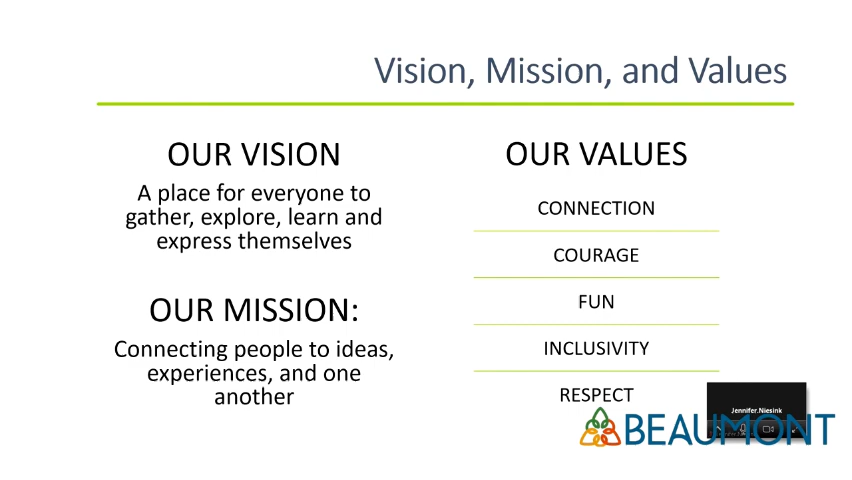 Vision, Mission, and Values
OUR VISION
A place for everyone to
gather, explore, learn and
express themselves
OUR MISSION:
Connecting people to ideas,
experiences, and one
another
OUR VALUES
CONNECTION
COURAGE
FUN
INCLUSIVITY
RESPECT
Jennifer.Niesink
BEAUMONT